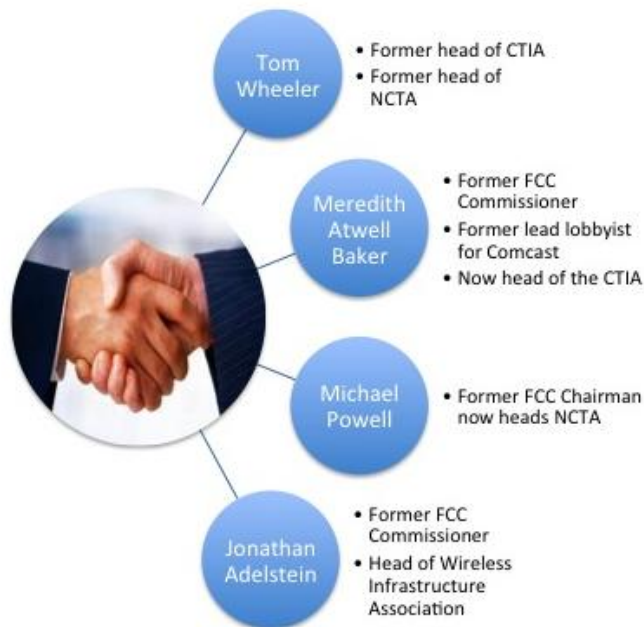 Tom
Wheeler
• Former head of CTIA
• Former head of
NCTA
Meredith
Atwell
Baker
• Former FCC
Commissioner
• Former lead lobbyist
for Comcast
• Now head of the CTIA
Michael
Powell
• Former FCC Chairman
now heads NCTA
Jonathan
Adelstein
• Former FCC
Commissioner
• Head of Wireless
Infrastructure
Association